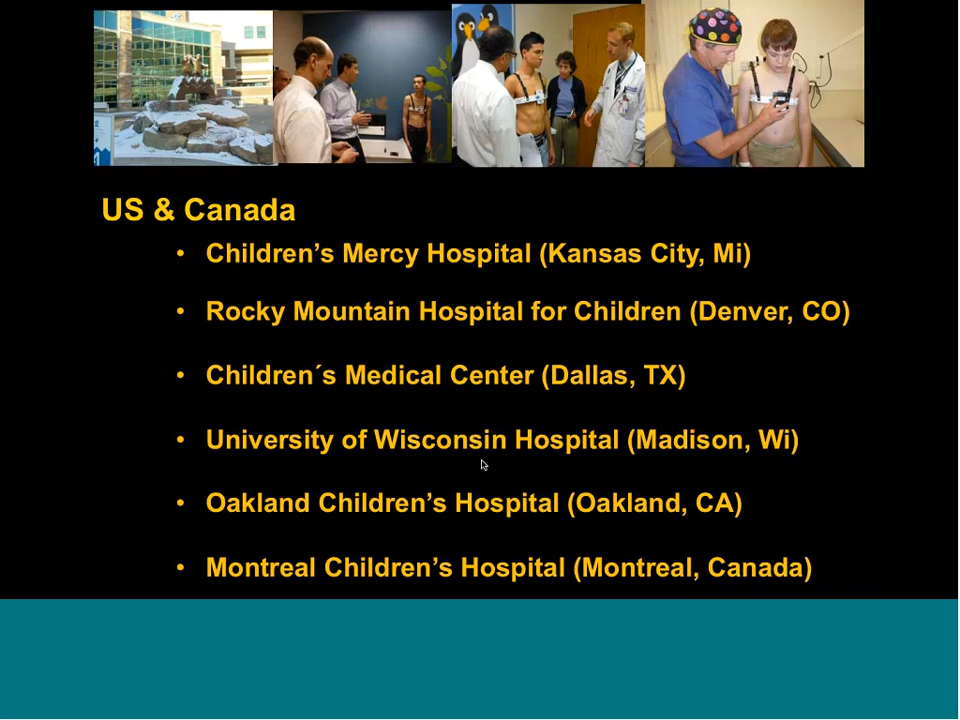 US & Canada
• Children’s Mercy Hospital (Kansas City, Mi)
• Rocky Mountain Hospital for Children (Denver, CO)
• Children´s Medical Center (Dallas, TX)
• University of Wisconsin Hospital (Madison, Wi)
• Oakland Children’s Hospital (Oakland, CA)
• Montreal Children’s Hospital (Montreal, Canada)